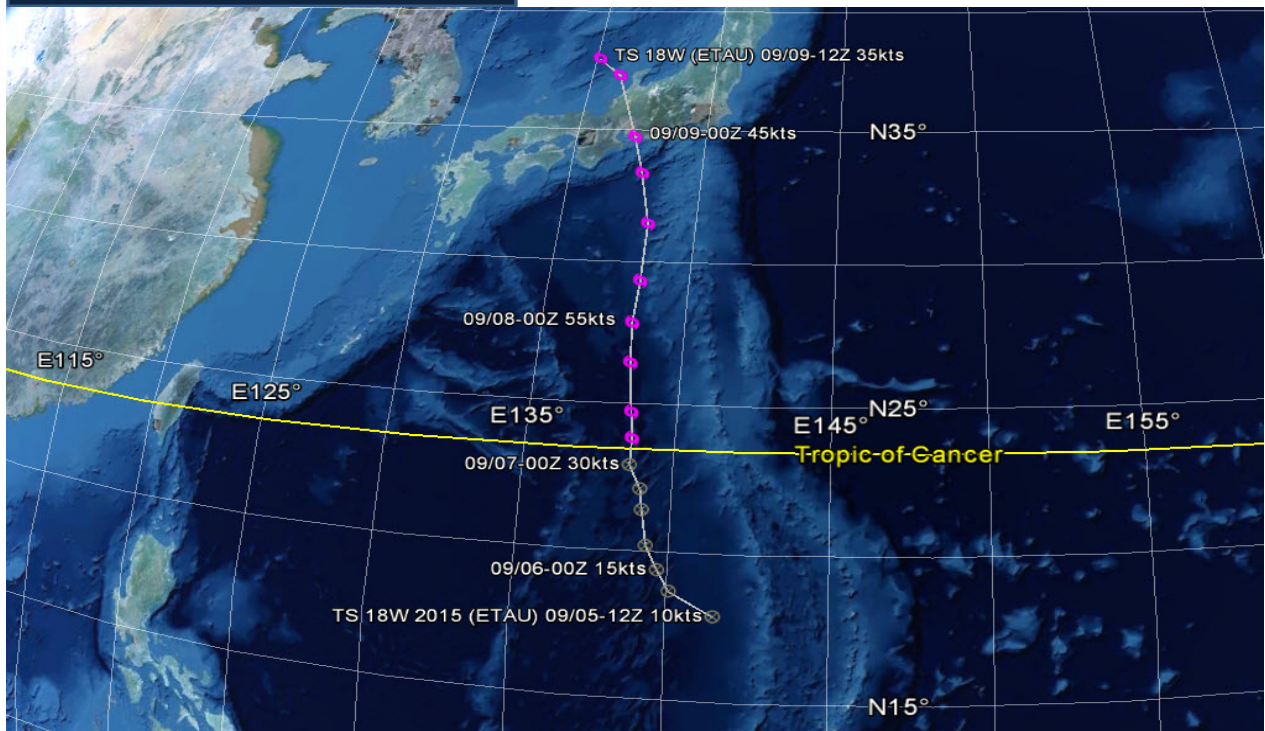 TS 18W (ETAU) 09/09-12Z 35kts
09/09-00Z 45kts
N35°
09/08-00Z 55kts
E115°
E125°
E135°
N25°
E145°
E155°
Tropic-of-Cancer
09/07-00Z 30kts
09/06-00Z 15kts
TS 18W 2015 (ETAU) 09/05-12Z 10kts
N15°